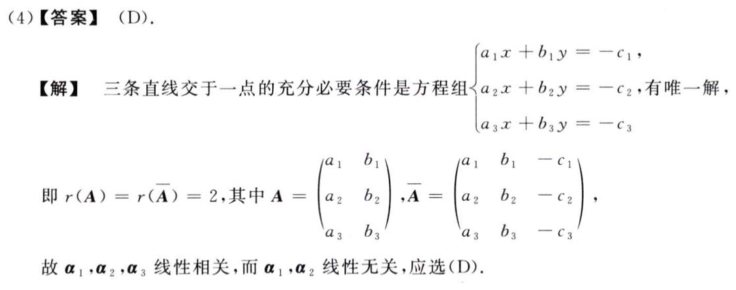 (4)【答案】 (D).
【解】 三条直线交于一点的充分必要条件是方程组{a₁x + b₁y = -c₁, a₂x + b₂y = -c₂, a₃x + b₃y = -c₃ 有唯一解,
即 r(A) = r(A̅) = 2,其中 A = (a₁ b₁; a₂ b₂; a₃ b₃), A̅ = (a₁ b₁ -c₁; a₂ b₂ -c₂; a₃ b₃ -c₃),
故 α₁,α₂,α₃ 线性相关,而 α₁,α₂ 线性无关,应选(D).